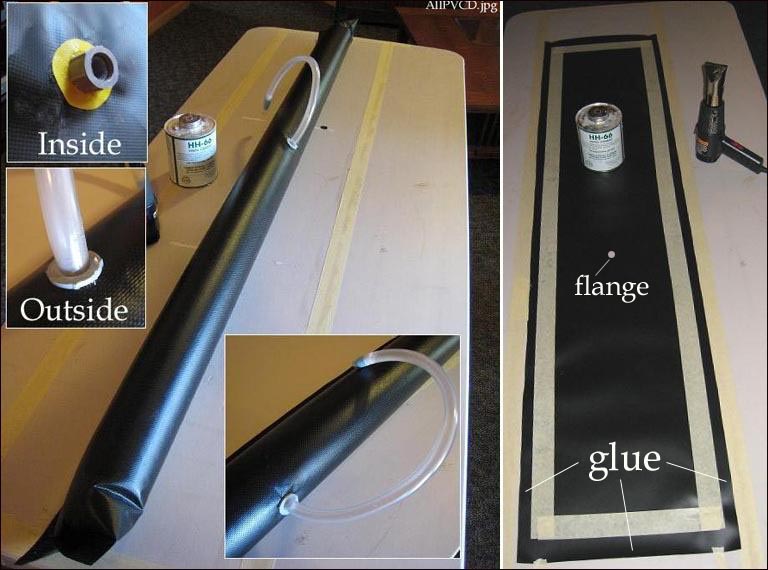 AllPVCD.jpg
Inside
Outside
HH-66
HH-66
flange
glue